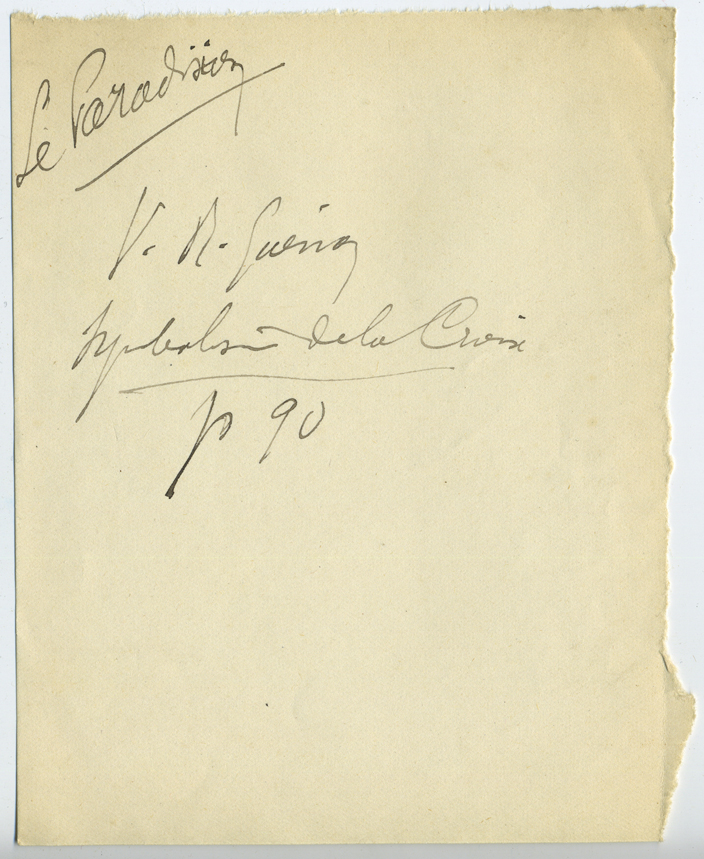 Le Paradisier
V. R. Guénon
Symbolisme de la Croix
p 90